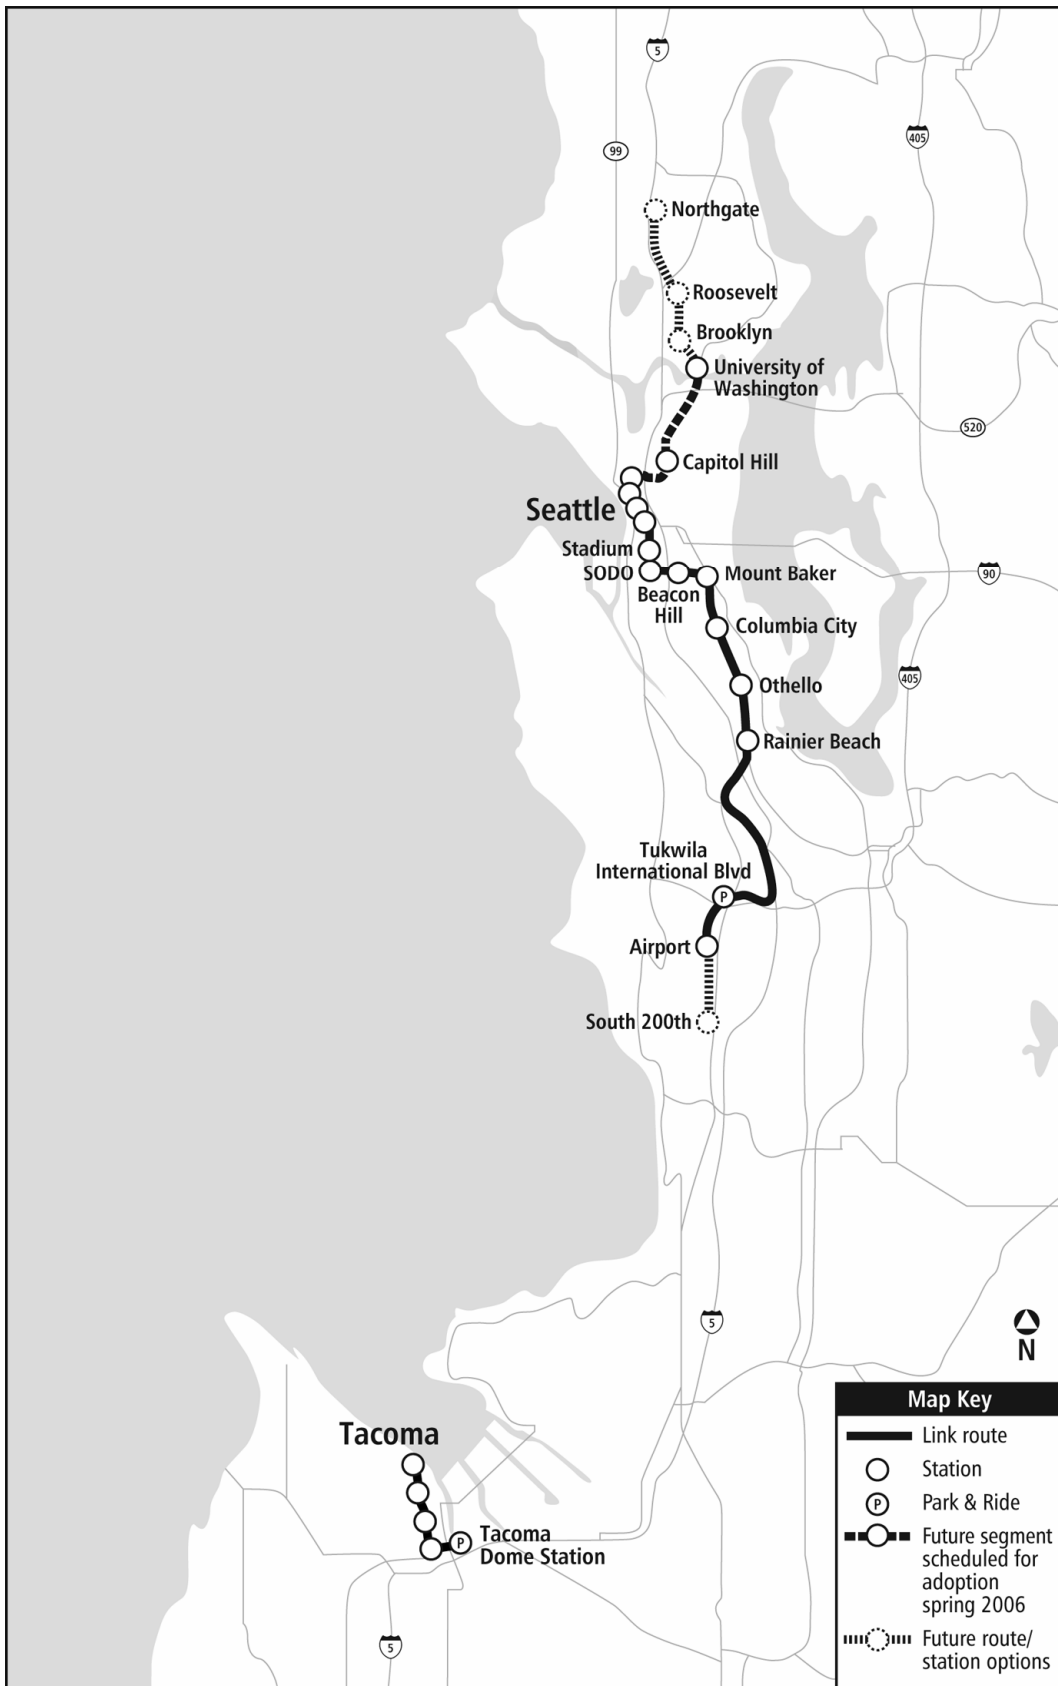 5
405
99
Northgate
Roosevelt
Brooklyn
University of
Washington
520
Capitol Hill
Seattle
Stadium
SODO
Beacon
Hill
Mount Baker
90
Columbia City
405
Othello
Rainier Beach
Tukwila
International Blvd
P
Airport
South 200th
5
N
Tacoma
P
Tacoma
Dome Station
5
Map Key
Link route
Station
P
Park & Ride
Future segment
scheduled for
adoption
spring 2006
Future route/
station options